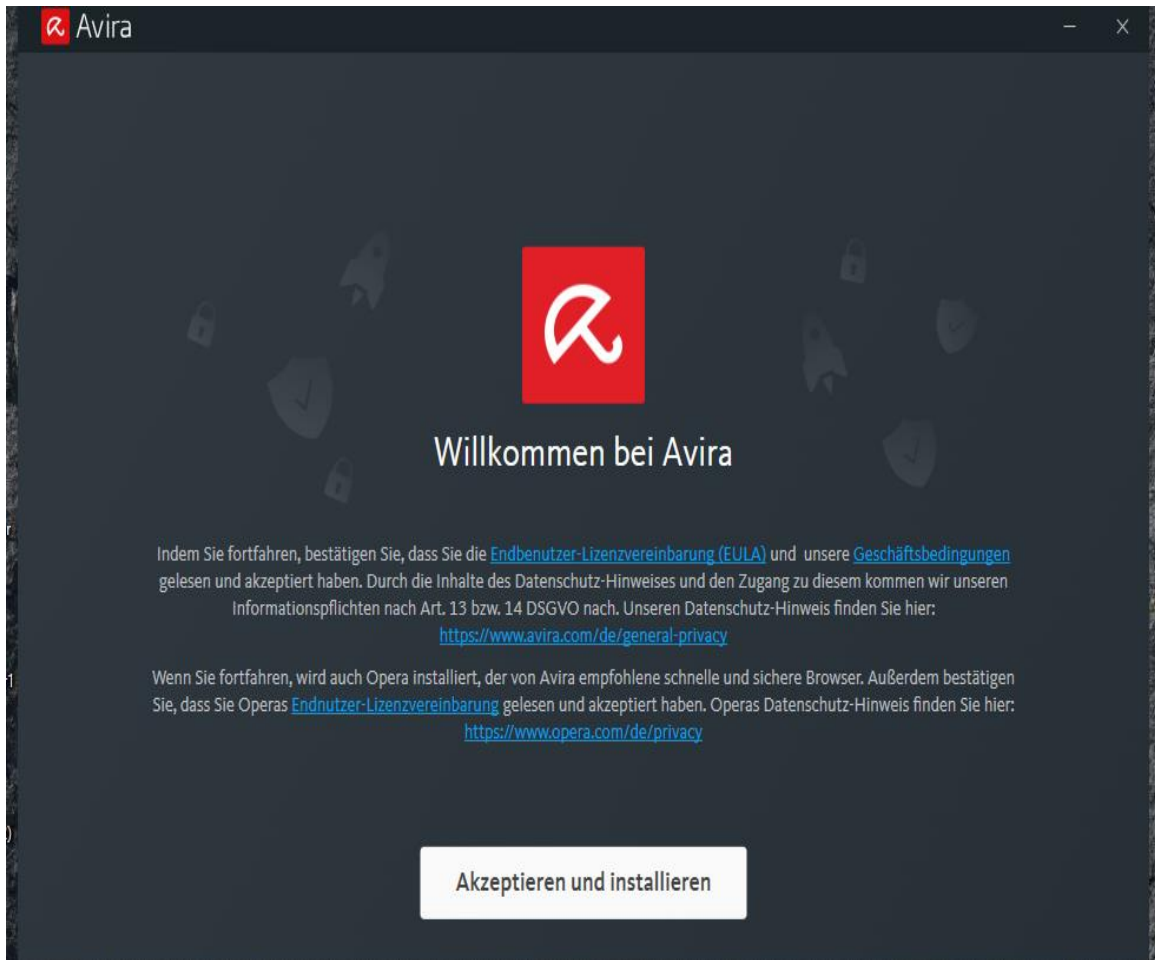 Avira
Willkommen bei Avira
Indem Sie fortfahren, bestätigen Sie, dass Sie die Endbenutzer-Lizenzvereinbarung (EULA) und unsere Geschäftsbedingungen
gelesen und akzeptiert haben. Durch die Inhalte des Datenschutz-Hinweises und den Zugang zu diesem kommen wir unseren
Informationspflichten nach Art. 13 bzw. 14 DSGVO nach. Unseren Datenschutz-Hinweis finden Sie hier:
https://www.avira.com/de/general-privacy
Wenn Sie fortfahren, wird auch Opera installiert, der von Avira empfohlene schnelle und sichere Browser. Außerdem bestätigen
Sie, dass Sie Operas Endnutzer-Lizenzvereinbarung gelesen und akzeptiert haben. Operas Datenschutz-Hinweis finden Sie hier:
https://www.opera.com/de/privacy
Akzeptieren und installieren